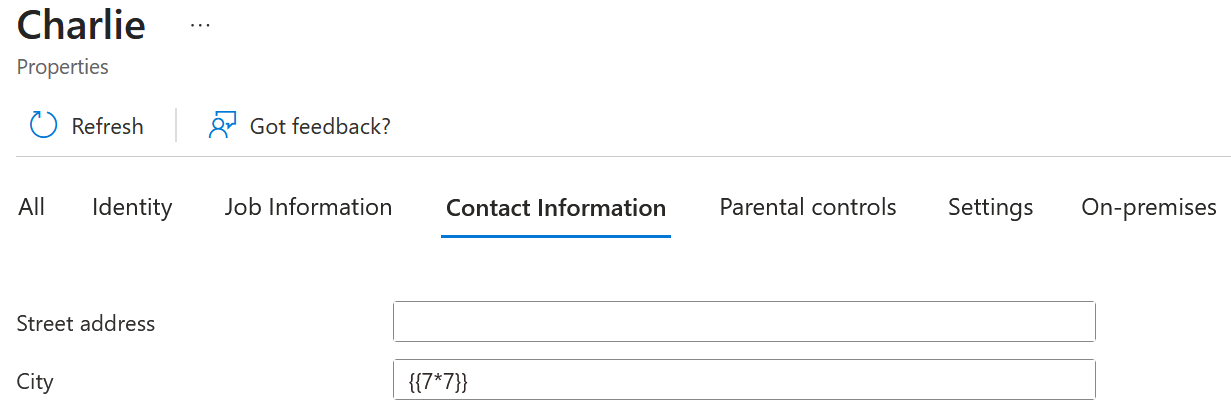 Charlie ...
Properties
Refresh Got feedback?
All Identity Job Information Contact Information Parental controls Settings On-premises
Street address
City {{7*7}}